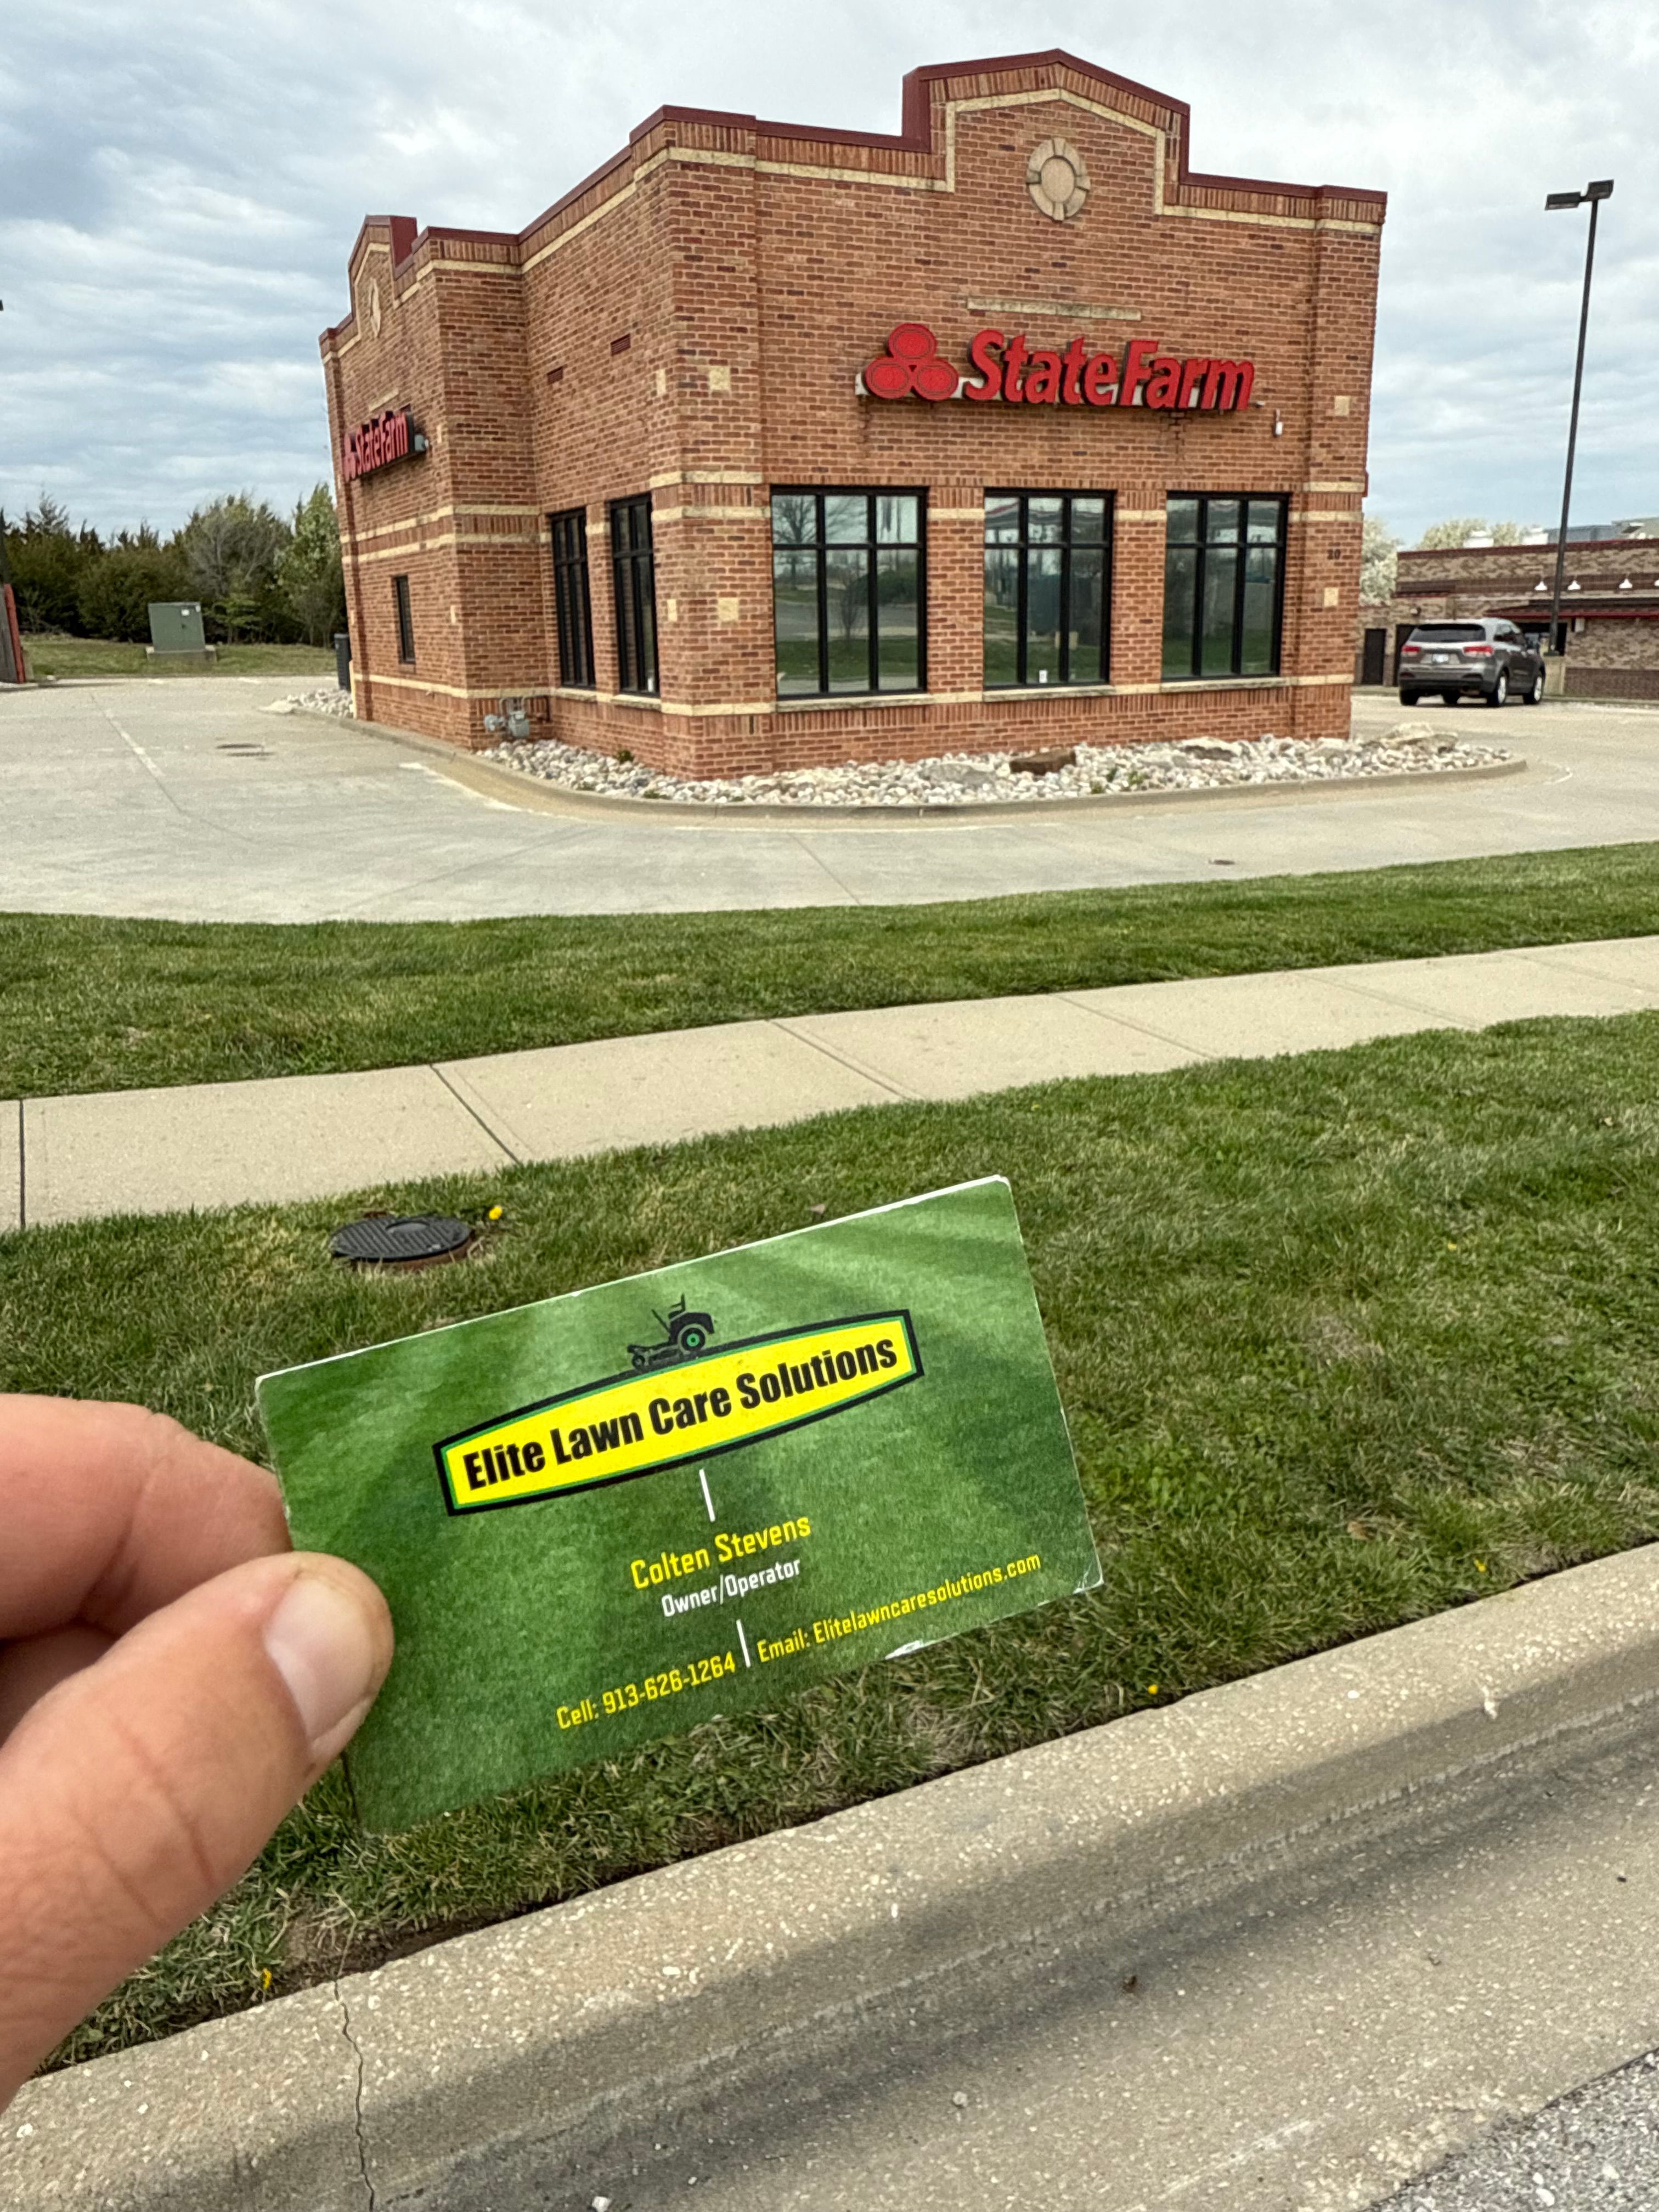 StateFarm
StateFarm
Elite Lawn Care Solutions
Colten Stevens
Owner/Operator
Cell: 913-626-1264 | Email: Elitelawncaresolutions.com